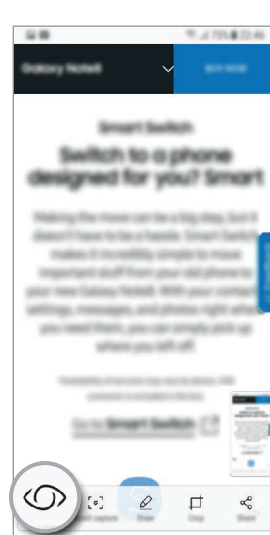 Galaxy Note8
BUY NOW
Smart Switch
Switch to a phone
designed for you? Smart
Making the move can be a big step, but it
doesn't have to be a hassle. Smart Switch
makes it incredibly simple to move
important stuff from your old phone to
your new Galaxy Note8. With your contacts,
settings, messages, and photos right where
you need them, you can simply pick up
where you left off.
Go to Smart Switch
capture
Draw
Crop
Share